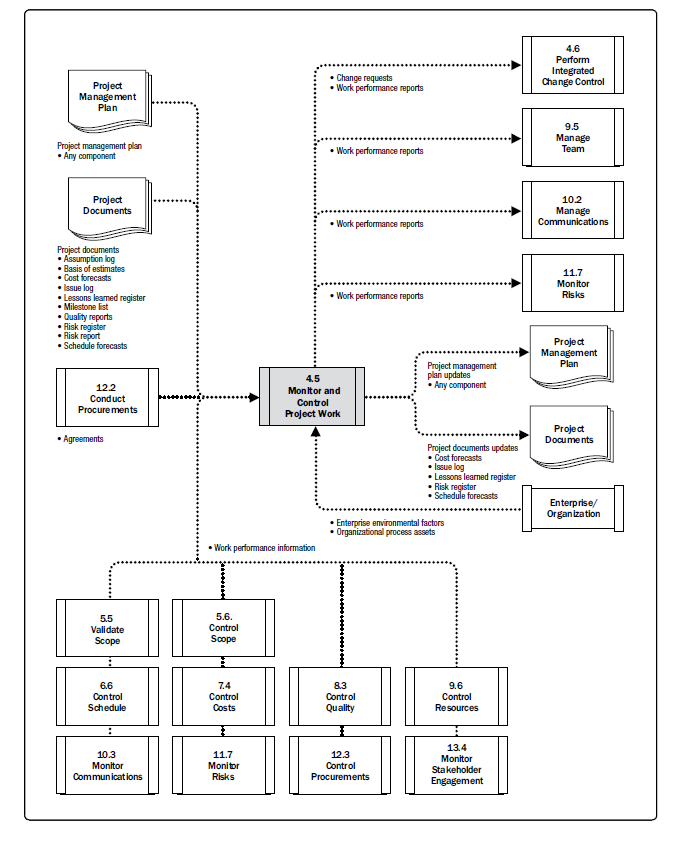 Project
Management
Plan
Project management plan
• Any component
Project
Documents
Project documents
• Assumption log
• Basis of estimates
• Cost forecasts
• Issue log
• Lessons learned register
• Milestone list
• Quality reports
• Risk register
• Risk report
• Schedule forecasts
12.2
Conduct
Procurements
• Agreements
4.5
Monitor and
Control
Project Work
• Change requests
• Work performance reports
4.6
Perform
Integrated
Change Control
• Work performance reports
9.5
Manage
Team
• Work performance reports
10.2
Manage
Communications
• Work performance reports
11.7
Monitor
Risks
Project management
plan updates
• Any component
Project
Management
Plan
Project documents updates
• Cost forecasts
• Issue log
• Lessons learned register
• Risk register
• Schedule forecasts
Project
Documents
Enterprise/
Organization
• Enterprise environmental factors
• Organizational process assets
• Work performance information
5.5
Validate
Scope
5.6.
Control
Scope
6.6
Control
Schedule
7.4
Control
Costs
8.3
Control
Quality
9.6
Control
Resources
10.3
Monitor
Communications
11.7
Monitor
Risks
12.3
Control
Procurements
13.4
Monitor
Stakeholder
Engagement